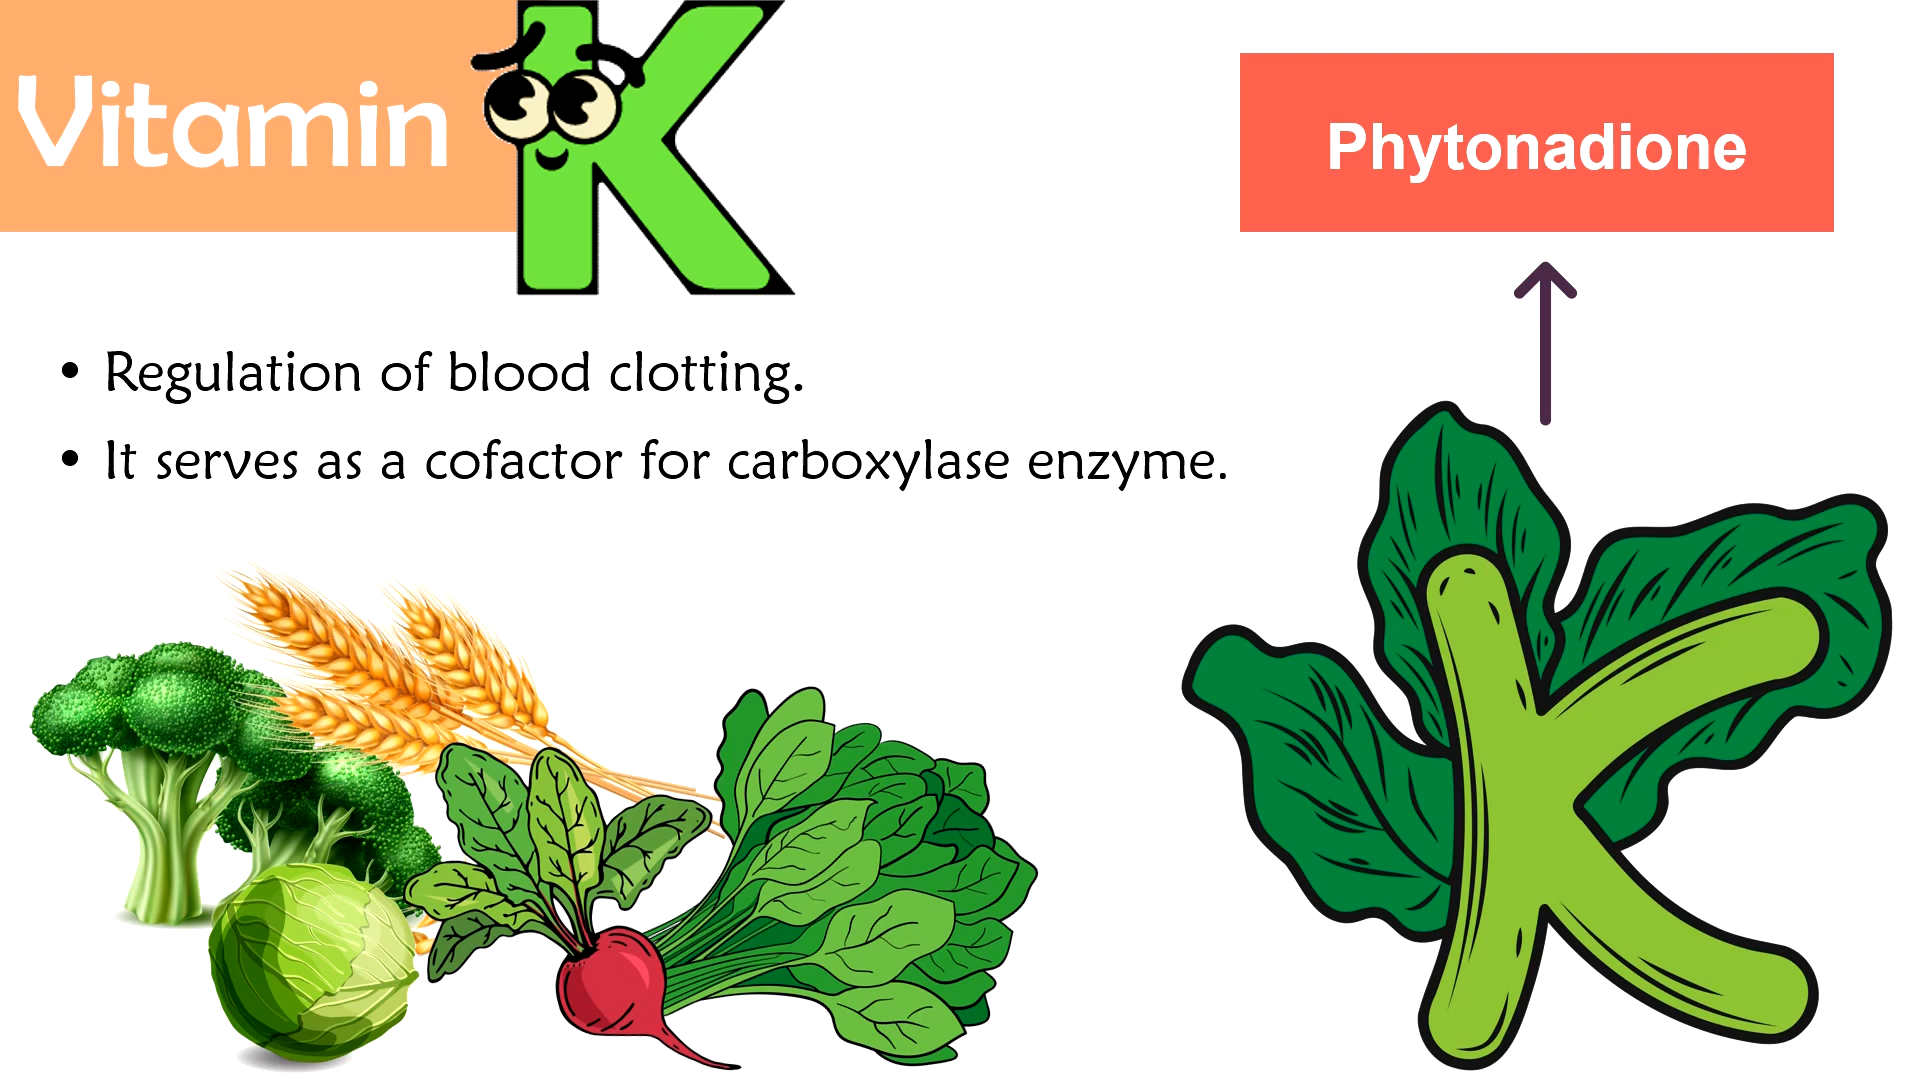 Vitamin K
Phytonadione
• Regulation of blood clotting.
• It serves as a cofactor for carboxylase enzyme.
K